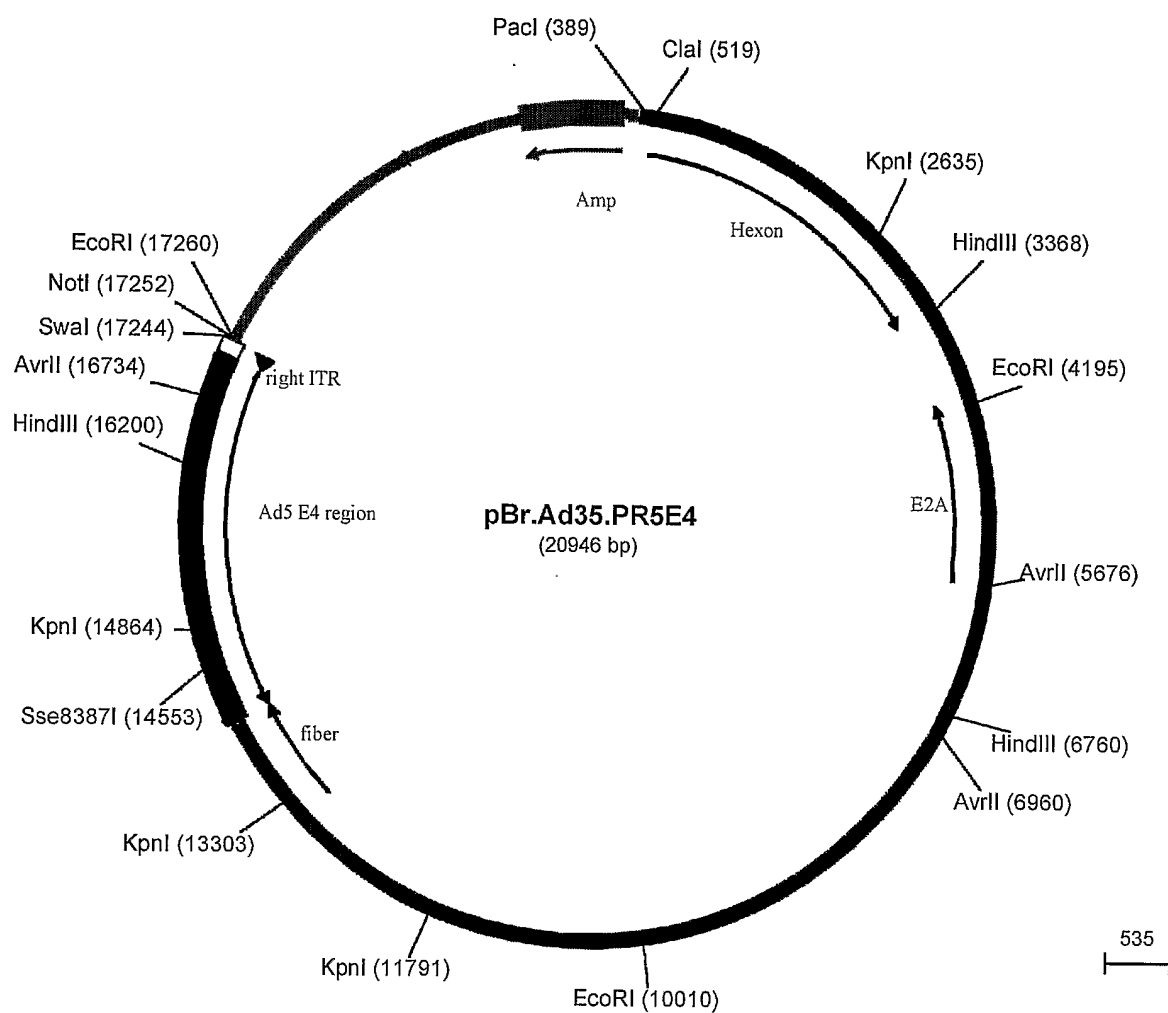 PacI (389)
ClaI (519)
KpnI (2635)
HindIII (3368)
EcoRI (4195)
AvrII (5676)
HindIII (6760)
AvrII (6960)
EcoRI (10010)
KpnI (11791)
KpnI (13303)
Sse8387I (14553)
KpnI (14864)
HindIII (16200)
AvrII (16734)
SwaI (17244)
NotI (17252)
EcoRI (17260)
Amp
Hexon
E2A
fiber
Ad5 E4 region
right ITR
pBr.Ad35.PR5E4
(20946 bp)
535